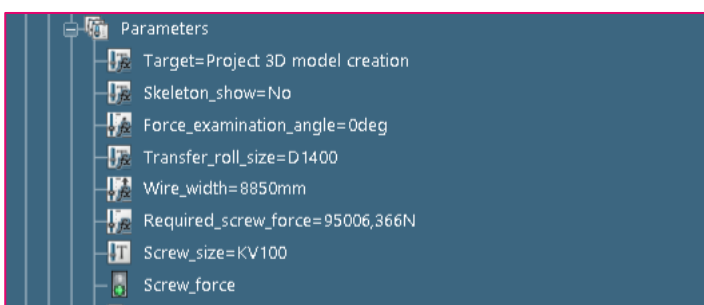 Parameters
Target=Project 3D model creation
Skeleton_show=No
Force_examination_angle=0deg
Transfer_roll_size=D1400
Wire_width=8850mm
Required_screw_force=95006,366N
Screw_size=KV100
Screw_force